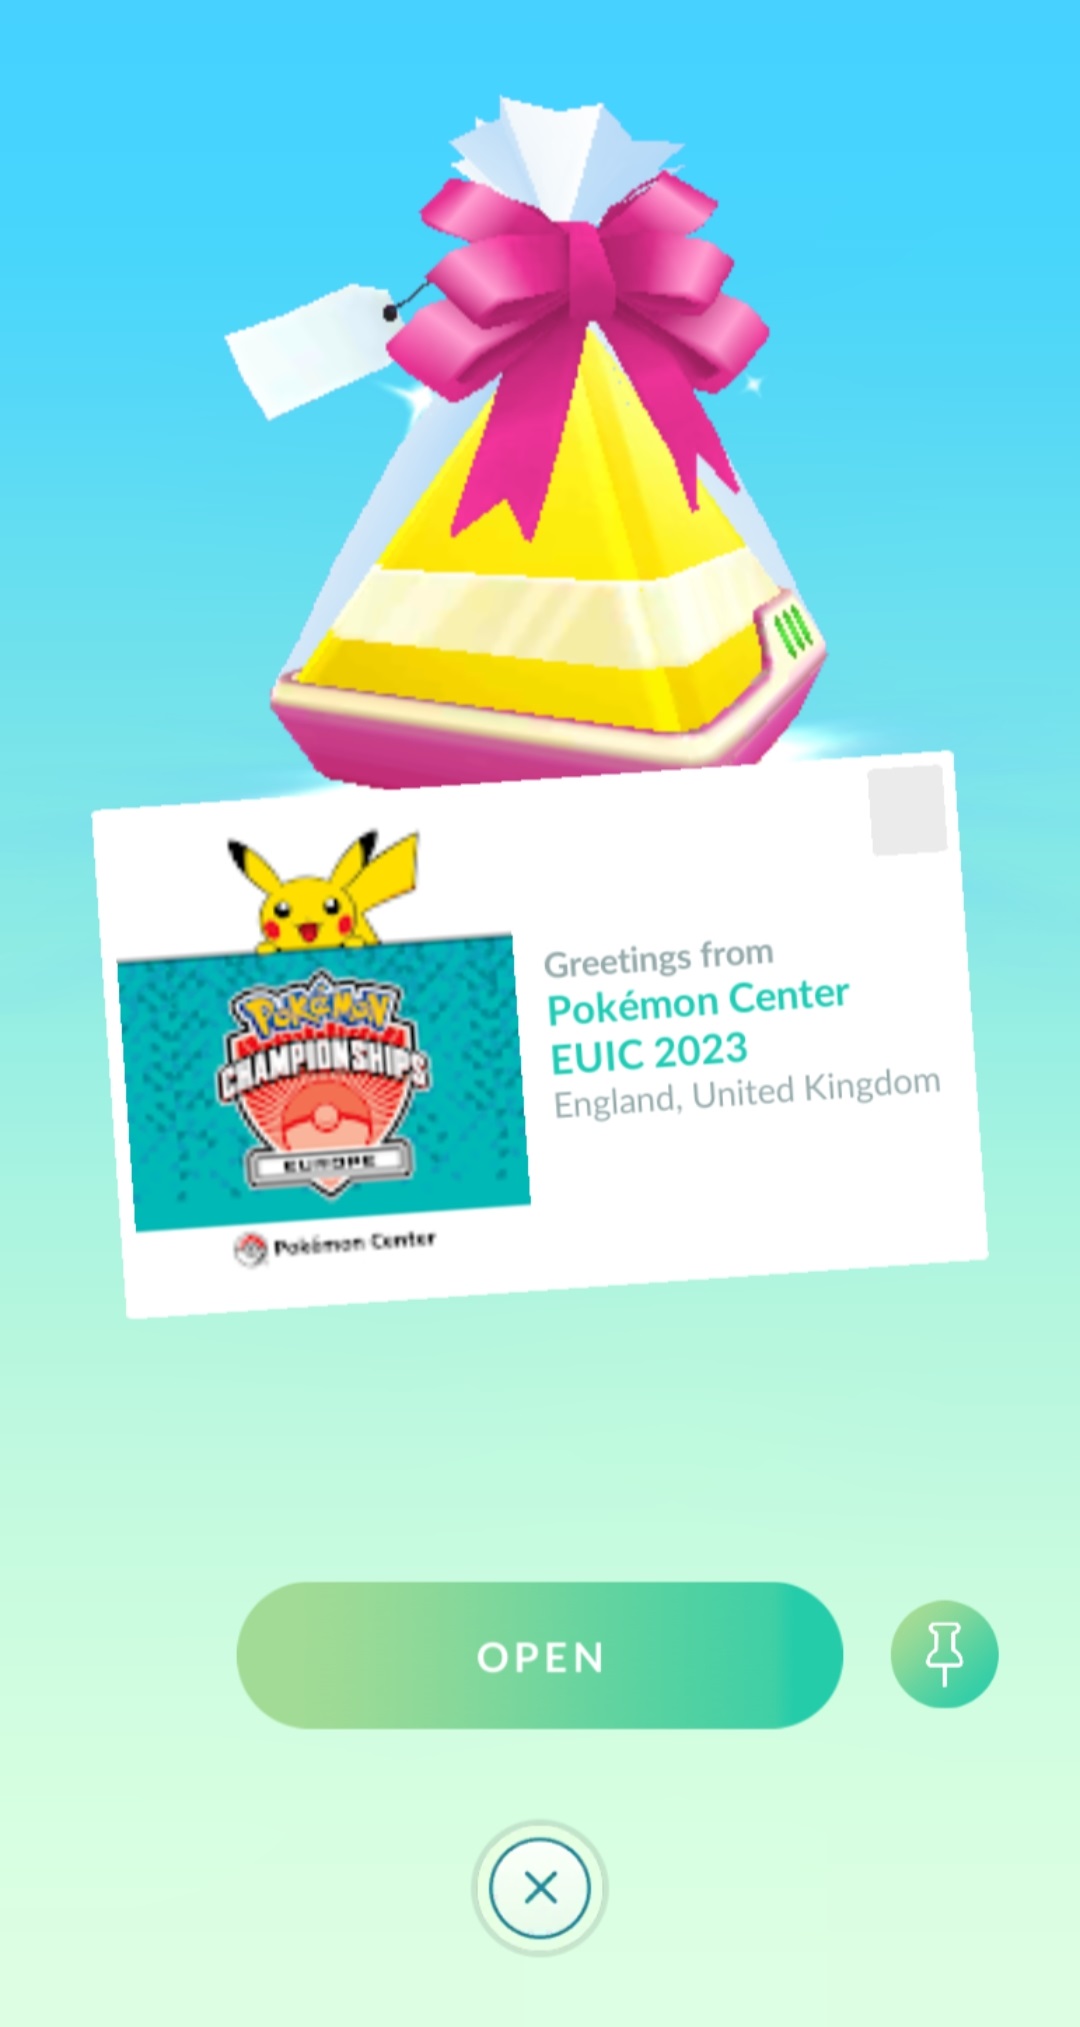 POKÉMON
CHAMPIONSHIPS
EUROPE
Pokémon Center
Greetings from
Pokémon Center
EUIC 2023
England, United Kingdom
OPEN